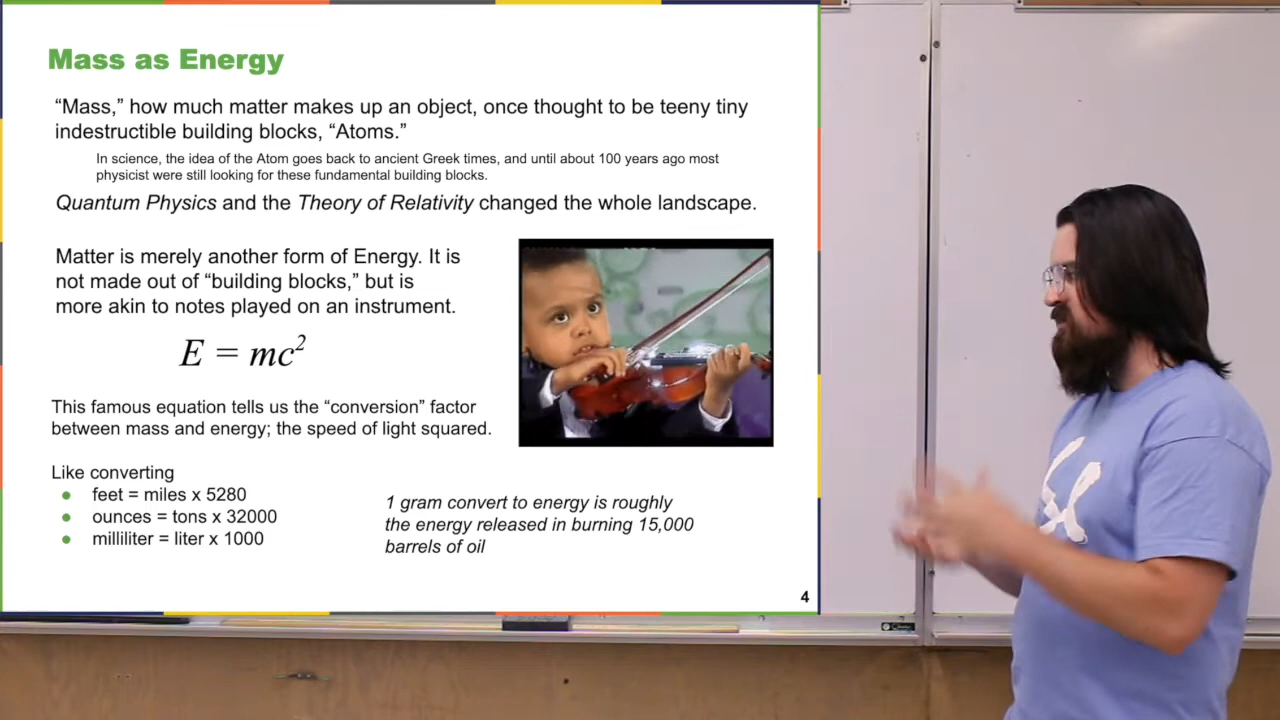 Mass as Energy
“Mass,” how much matter makes up an object, once thought to be teeny tiny
indestructible building blocks, “Atoms.”
In science, the idea of the Atom goes back to ancient Greek times, and until about 100 years ago most
physicist were still looking for these fundamental building blocks.
Quantum Physics and the Theory of Relativity changed the whole landscape.
Matter is merely another form of Energy. It is
not made out of “building blocks,” but is
more akin to notes played on an instrument.
E = mc²
This famous equation tells us the “conversion” factor
between mass and energy; the speed of light squared.
Like converting
● feet = miles x 5280
● ounces = tons x 32000
● milliliter = liter x 1000
1 gram convert to energy is roughly
the energy released in burning 15,000
barrels of oil
4